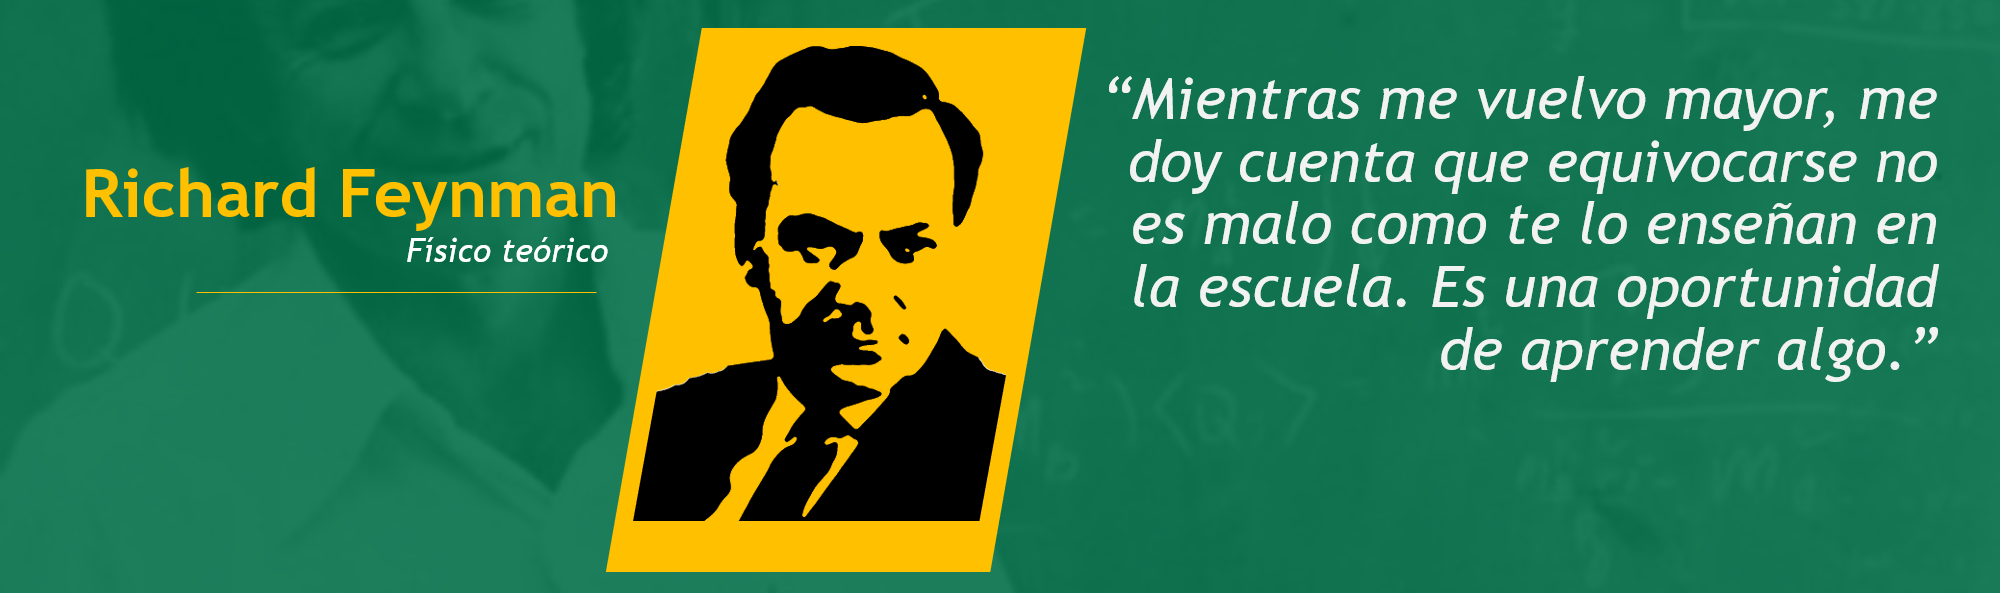 Richard Feynman
Físico teórico
“Mientras me vuelvo mayor, me
doy cuenta que equivocarse no
es malo como te lo enseñan en
la escuela. Es una oportunidad
de aprender algo.”